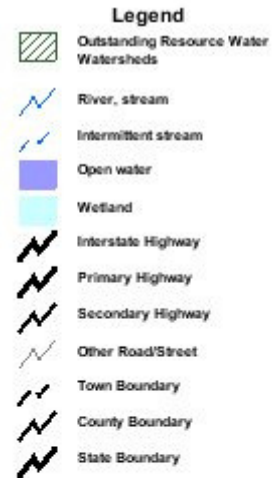 Legend
Outstanding Resource Water
Watersheds
River, stream
Intermittent stream
Open water
Wetland
Interstate Highway
Primary Highway
Secondary Highway
Other Road/Street
Town Boundary
County Boundary
State Boundary